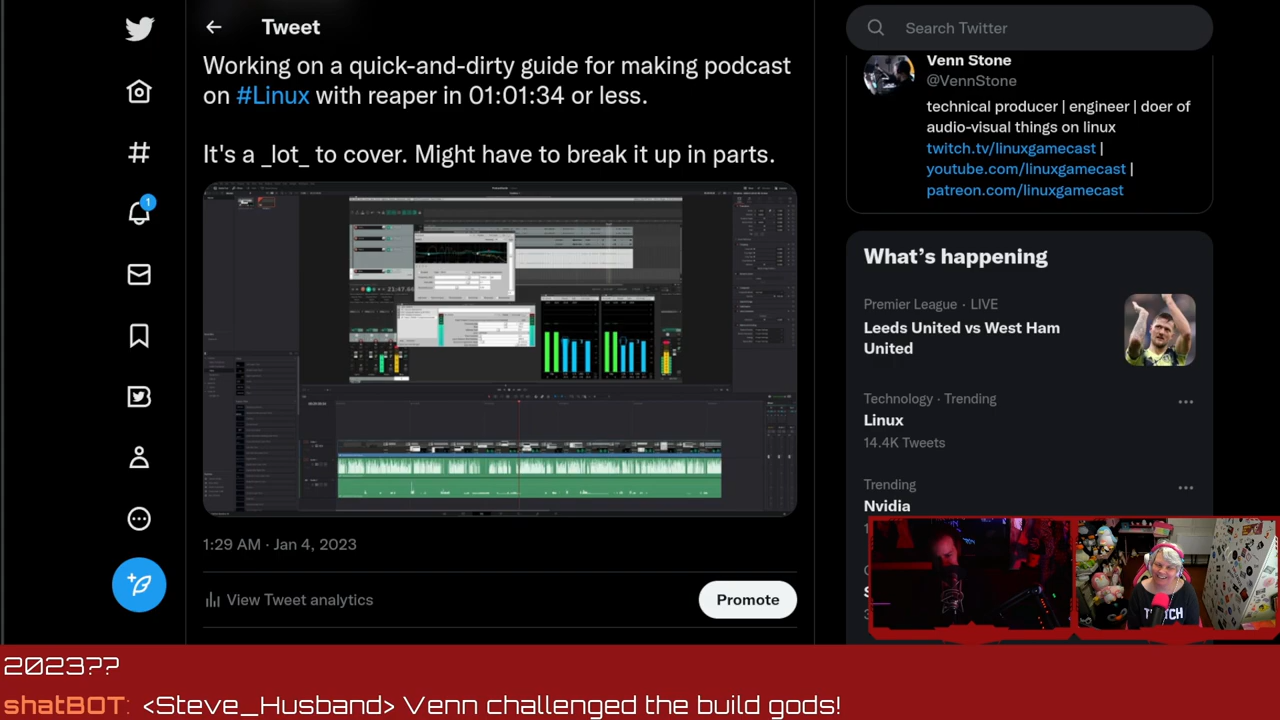 Tweet
Search Twitter
Working on a quick-and-dirty guide for making podcast
on #Linux with reaper in 01:01:34 or less.
It's a _lot_ to cover. Might have to break it up in parts.
1:29 AM · Jan 4, 2023
View Tweet analytics
Promote
1
Venn Stone
@VennStone
technical producer | engineer | doer of
audio-visual things on linux
twitch.tv/linuxgamecast |
youtube.com/linuxgamecast |
patreon.com/linuxgamecast
What's happening
Premier League · LIVE
Leeds United vs West Ham
United
Technology · Trending
Linux
14.4K Tweets
Trending
Nvidia
2023??
shatBOT: <Steve_Husband> Venn challenged the build gods!